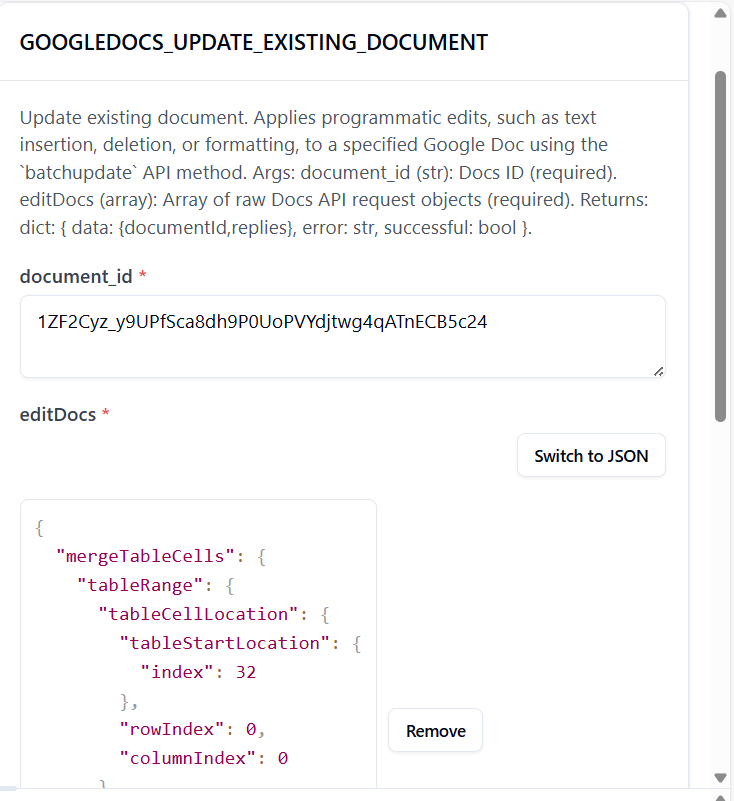 GOOGLEDOCS_UPDATE_EXISTING_DOCUMENT
Update existing document. Applies programmatic edits, such as text
insertion, deletion, or formatting, to a specified Google Doc using the
`batchupdate` API method. Args: document_id (str): Docs ID (required).
editDocs (array): Array of raw Docs API request objects (required). Returns:
dict: { data: {documentId,replies}, error: str, successful: bool }.
document_id *
1ZF2Cyz_y9UPfSca8dh9P0UoPVYdjtwg4qATnECB5c24
editDocs *
Switch to JSON
{
"mergeTableCells": {
"tableRange": {
"tableCellLocation": {
"tableStartLocation": {
"index": 32
},
"rowIndex": 0,
Remove
"columnIndex": 0
}